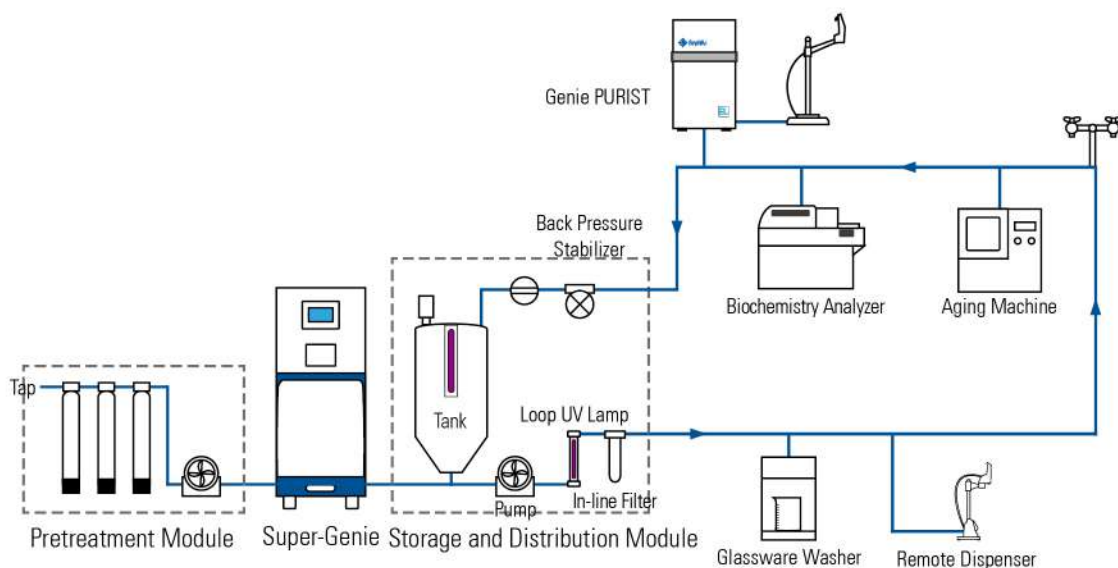 Genie PURIST
Back Pressure
Stabilizer
Biochemistry Analyzer
Aging Machine
Tap
Tank
Loop UV Lamp
Pump
In-line Filter
Pretreatment Module
Super-Genie
Storage and Distribution Module
Glassware Washer
Remote Dispenser